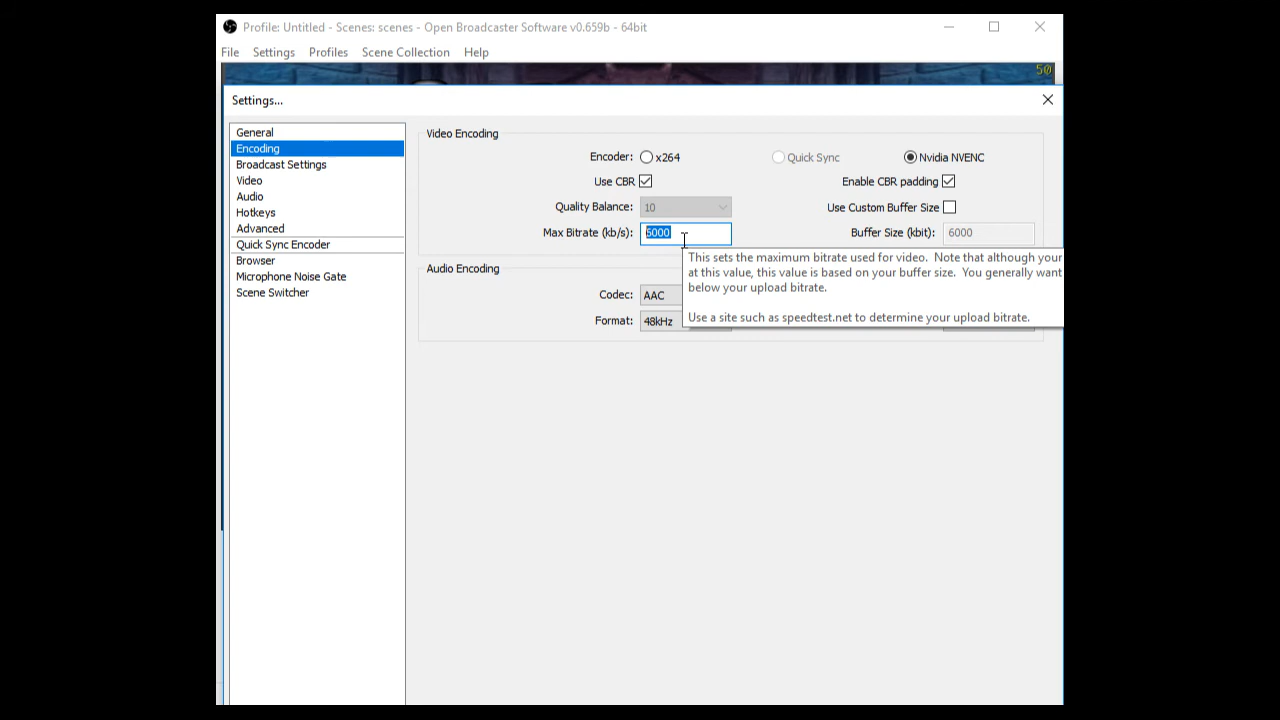 Profile: Untitled - Scenes: scenes - Open Broadcaster Software v0.659b - 64bit
File Settings Profiles Scene Collection Help
50
Settings...
General
Encoding
Broadcast Settings
Video
Audio
Hotkeys
Advanced
Quick Sync Encoder
Browser
Microphone Noise Gate
Scene Switcher
Video Encoding
Encoder: x264 Quick Sync Nvidia NVENC
Use CBR Enable CBR padding
Quality Balance: 10 Use Custom Buffer Size
Max Bitrate (kb/s): 5000 Buffer Size (kbit): 6000
This sets the maximum bitrate used for video. Note that although your
at this value, this value is based on your buffer size. You generally want
below your upload bitrate.
Use a site such as speedtest.net to determine your upload bitrate.
Audio Encoding
Codec: AAC
Format: 48kHz